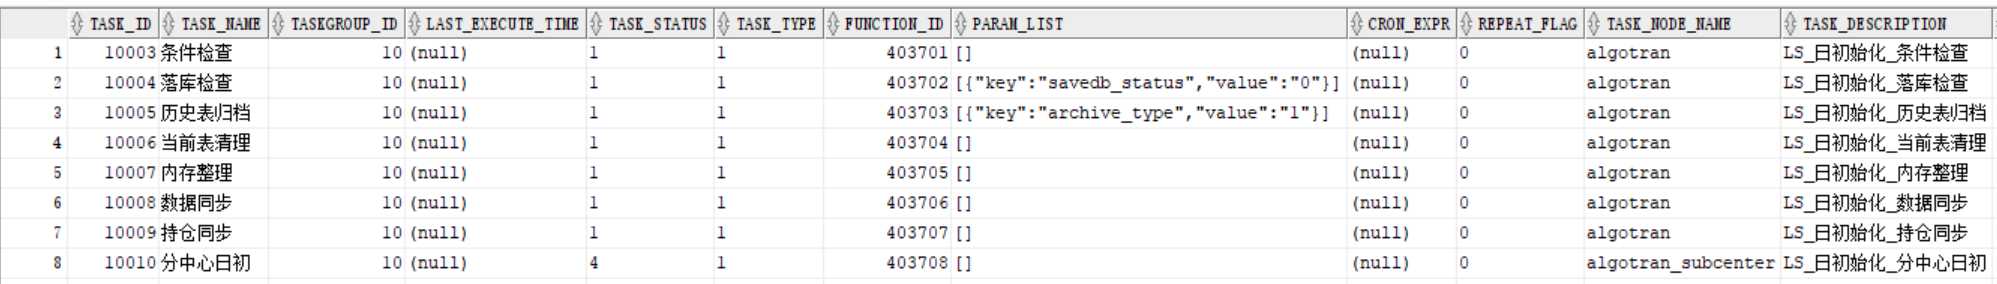 TASK_ID TASK_NAME TASKGROUP_ID LAST_EXECUTE_TIME TASK_STATUS TASK_TYPE FUNCTION_ID PARAM_LIST CRON_EXPR REPEAT_FLAG TASK_NODE_NAME TASK_DESCRIPTION
1 10003 条件检查 10 (null) 1 1 403701 [] (null) 0 algotran LS_日初始化_条件检查
2 10004 落库检查 10 (null) 1 1 403702 [{"key":"savedb_status","value":"0"}] (null) 0 algotran LS_日初始化_落库检查
3 10005 历史表归档 10 (null) 1 1 403703 [{"key":"archive_type","value":"1"}] (null) 0 algotran LS_日初始化_历史表归档
4 10006 当前表清理 10 (null) 1 1 403704 [] (null) 0 algotran LS_日初始化_当前表清理
5 10007 内存整理 10 (null) 1 1 403705 [] (null) 0 algotran LS_日初始化_内存整理
6 10008 数据同步 10 (null) 1 1 403706 [] (null) 0 algotran LS_日初始化_数据同步
7 10009 持仓同步 10 (null) 1 1 403707 [] (null) 0 algotran LS_日初始化_持仓同步
8 10010 分中心日初 10 (null) 4 1 403708 [] (null) 0 algotran_subcenter LS_日初始化_分中心日初